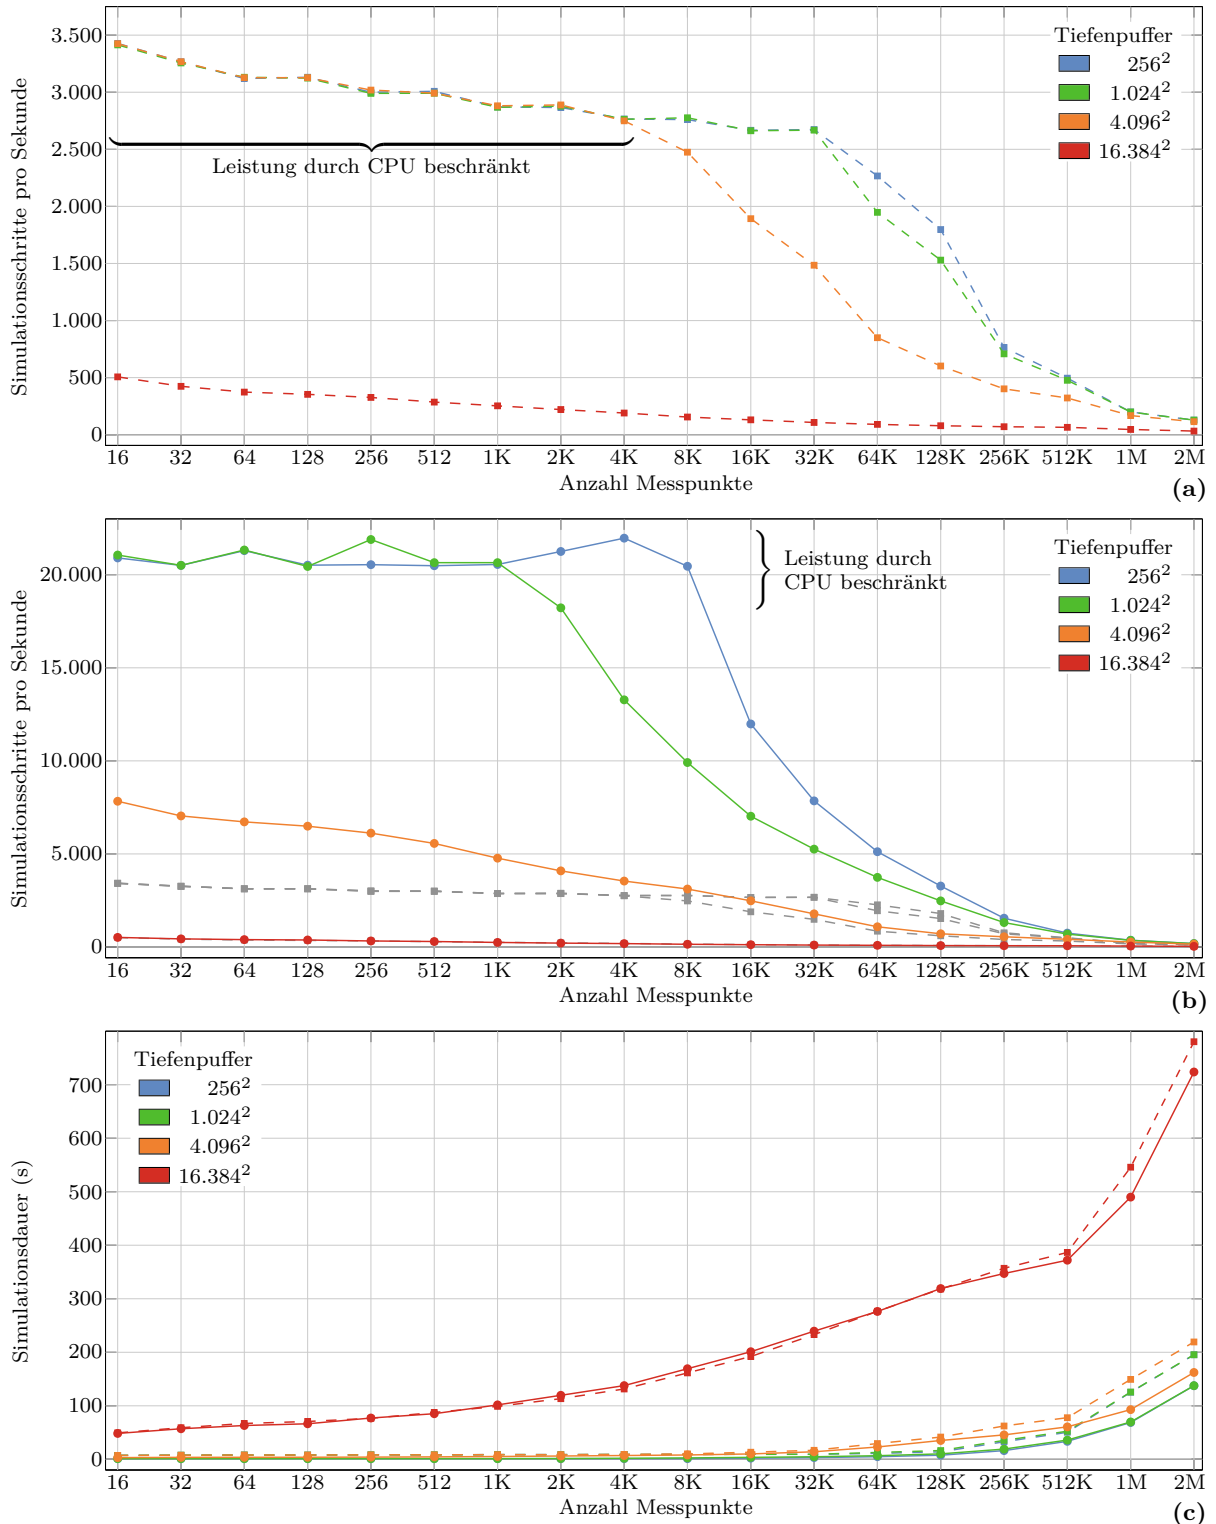 Simulationsschritte pro Sekunde
3.500
3.000
2.500
2.000
1.500
1.000
500
0
Leistung durch CPU beschränkt
Tiefenpuffer
256²
1.024²
4.096²
16.384²
16 32 64 128 256 512 1K 2K 4K 8K 16K 32K 64K 128K 256K 512K 1M 2M
Anzahl Messpunkte
(a)
Simulationsschritte pro Sekunde
20.000
15.000
10.000
5.000
0
Leistung durch
CPU beschränkt
Tiefenpuffer
256²
1.024²
4.096²
16.384²
16 32 64 128 256 512 1K 2K 4K 8K 16K 32K 64K 128K 256K 512K 1M 2M
Anzahl Messpunkte
(b)
Simulationsdauer (s)
Tiefenpuffer
256²
1.024²
4.096²
16.384²
700
600
500
400
300
200
100
0
16 32 64 128 256 512 1K 2K 4K 8K 16K 32K 64K 128K 256K 512K 1M 2M
Anzahl Messpunkte
(c)